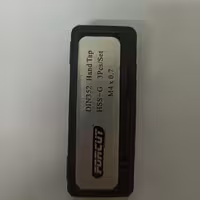 DIN352 Hand Tap
HSS-G 3Pcs/Set
M4 x 0.7
FORCUT